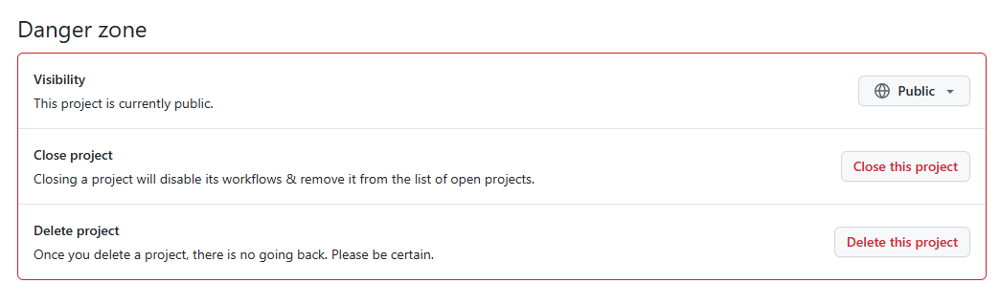 Danger zone
Visibility
This project is currently public.
Public
Close project
Closing a project will disable its workflows & remove it from the list of open projects.
Close this project
Delete project
Once you delete a project, there is no going back. Please be certain.
Delete this project